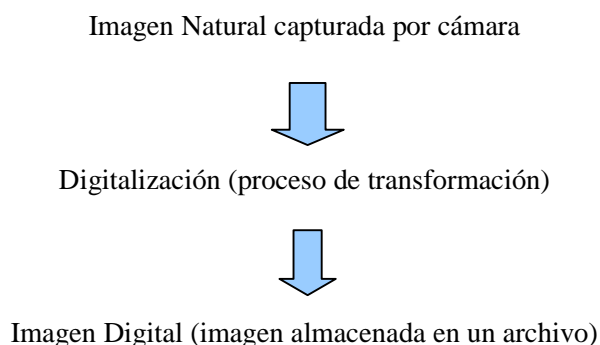 Imagen Natural capturada por cámara
Digitalización (proceso de transformación)
Imagen Digital (imagen almacenada en un archivo)